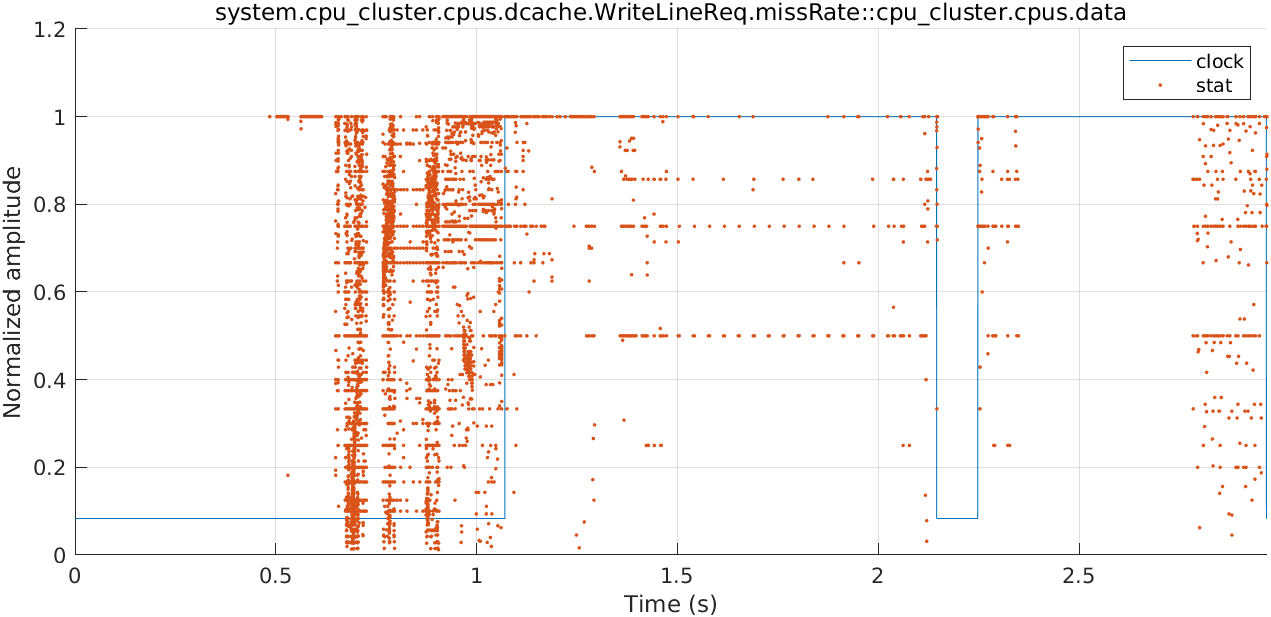 system.cpu_cluster.cpus.dcache.WriteLineReq.missRate::cpu_cluster.cpus.data
1.2
1
0.8
0.6
0.4
0.2
0
Normalized amplitude
clock
stat
0
0.5
1
1.5
2
2.5
Time (s)